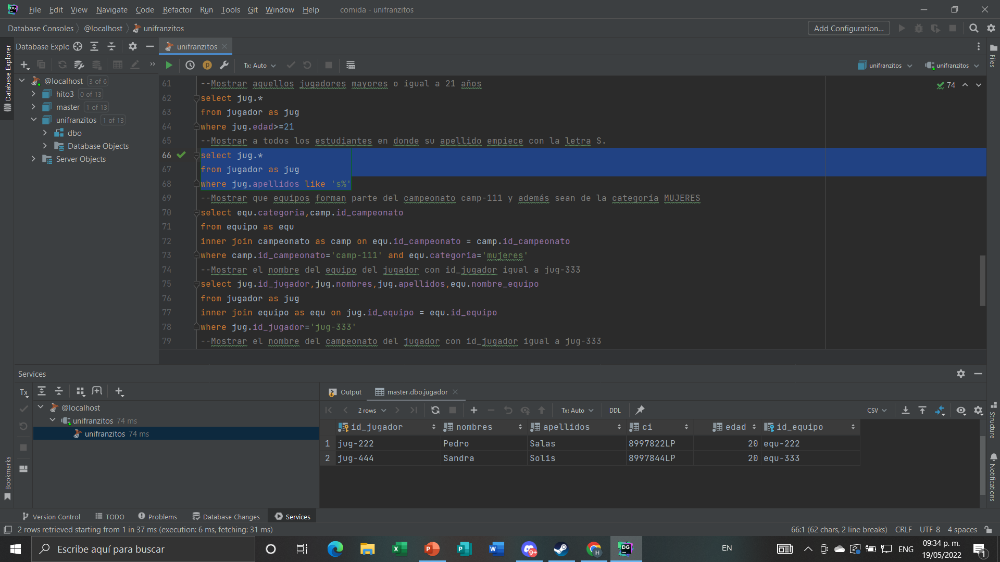 File Edit View Navigate Code Refactor Run Tools Git Window Help comida - unifranzitos
Database Consoles @localhost unifranzitos Add Configuration...
Database Explc unifranzitos
Tx: Auto unifranzitos unifranzitos
Database Explorer
Files
@localhost 3 of 6
hito3 0 of 13
master 1 of 13
unifranzitos 1 of 13
dbo
Database Objects
Server Objects
74
61 --Mostrar aquellos jugadores mayores o igual a 21 años
62 select jug.*
63 from jugador as jug
64 where jug.edad>=21
65 --Mostrar a todos los estudiantes en donde su apellido empiece con la letra S.
66 select jug.*
67 from jugador as jug
68 where jug.apellidos like 's%'
69 --Mostrar que equipos forman parte del campeonato camp-111 y además sean de la categoría MUJERES
70 select equ.categoria,camp.id_campeonato
71 from equipo as equ
72 inner join campeonato as camp on equ.id_campeonato = camp.id_campeonato
73 where camp.id_campeonato='camp-111' and equ.categoria='mujeres'
74 --Mostrar el nombre del equipo del jugador con id_jugador igual a jug-333
75 select jug.id_jugador,jug.nombres,jug.apellidos,equ.nombre_equipo
76 from jugador as jug
77 inner join equipo as equ on jug.id_equipo = equ.id_equipo
78 where jug.id_jugador='jug-333'
79 --Mostrar el nombre del campeonato del jugador con id_jugador igual a jug-333
Services
Tx
@localhost
unifranzitos 74 ms
unifranzitos 74 ms
Output master.dbo.jugador
2 rows Tx: Auto DDL CSV
id_jugador nombres apellidos ci edad id_equipo
1 jug-222 Pedro Salas 8997822LP 20 equ-222
2 jug-444 Sandra Solis 8997844LP 20 equ-333
Structure
Notifications
Bookmarks
Version Control TODO Problems Database Changes Services
2 rows retrieved starting from 1 in 37 ms (execution: 6 ms, fetching: 31 ms) 66:1 (62 chars, 2 line breaks) CRLF UTF-8 4 spaces
Escribe aquí para buscar
9+
H
DG
EN
ENG
09:34 p. m.
19/05/2022
1